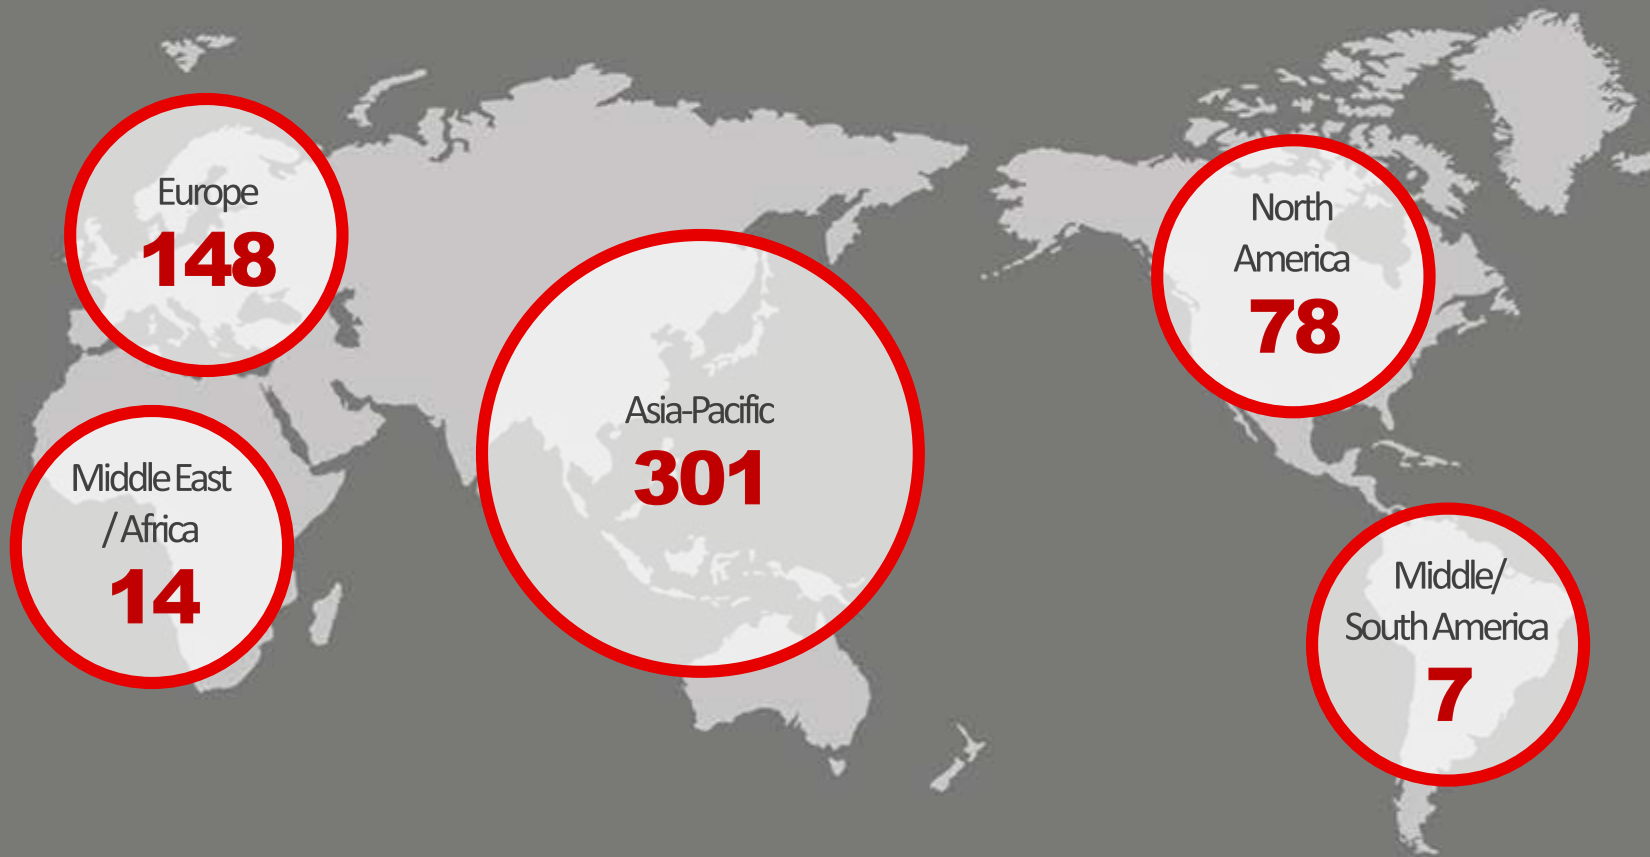 Europe
148
Middle East
/ Africa
14
Asia-Pacific
301
North
America
78
Middle/
South America
7